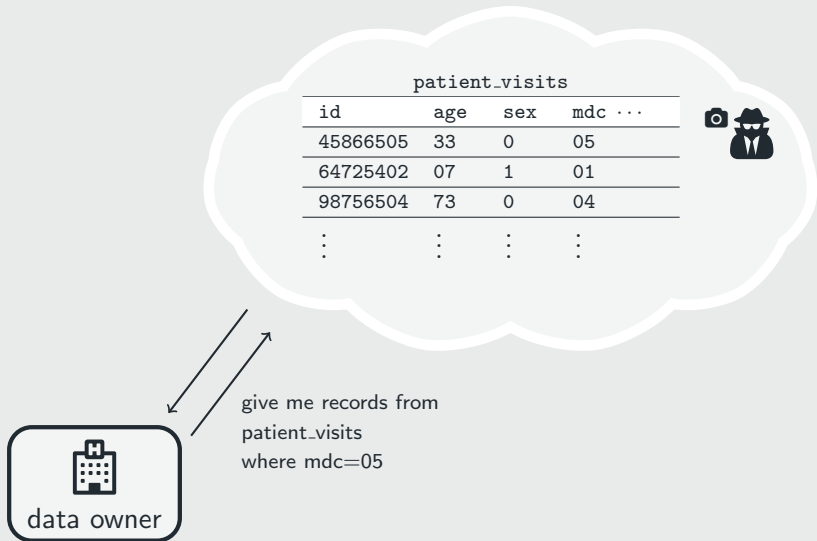 patient_visits
id age sex mdc ···
45866505 33 0 05
64725402 07 1 01
98756504 73 0 04
⋮ ⋮ ⋮ ⋮
give me records from
patient_visits
where mdc=05
H
data owner